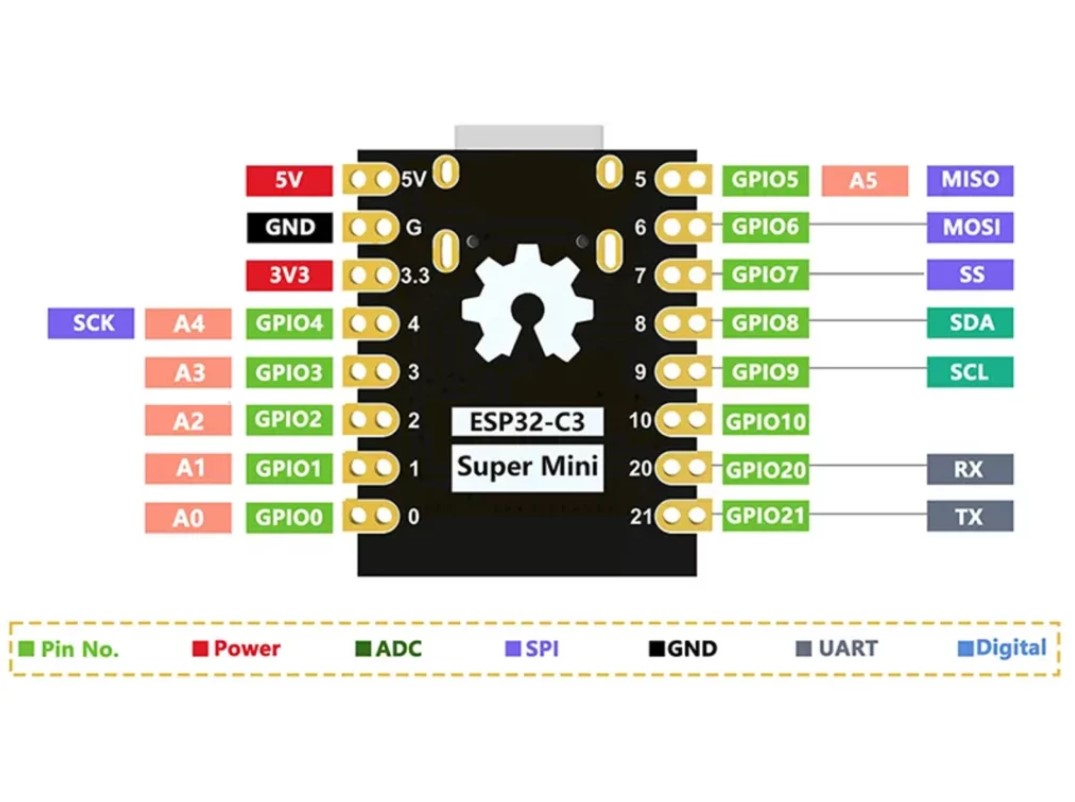 5V 5V 5 GPIO5 A5 MISO
GND G 6 GPIO6 MOSI
3V3 3.3 7 GPIO7 SS
SCK A4 GPIO4 4 8 GPIO8 SDA
A3 GPIO3 3 9 GPIO9 SCL
A2 GPIO2 2 10 GPIO10
ESP32-C3
A1 GPIO1 1 20 GPIO20 RX
Super Mini
A0 GPIO0 0 21 GPIO21 TX
Pin No. Power ADC SPI GND UART Digital